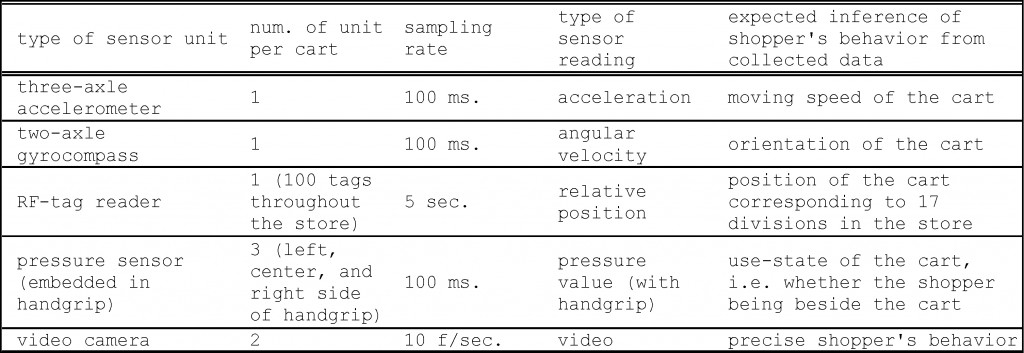 type of sensor unit
num. of unit
per cart
sampling
rate
type of
sensor
reading
expected inference of
shopper's behavior from
collected data
three-axle
accelerometer
1
100 ms.
acceleration
moving speed of the cart
two-axle
gyrocompass
1
100 ms.
angular
velocity
orientation of the cart
RF-tag reader
1 (100 tags
throughout
the store)
5 sec.
relative
position
position of the cart
corresponding to 17
divisions in the store
pressure sensor
(embedded in
handgrip)
3 (left,
center, and
right side
of handgrip)
100 ms.
pressure
value (with
handgrip)
use-state of the cart,
i.e. whether the shopper
being beside the cart
video camera
2
10 f/sec.
video
precise shopper's behavior